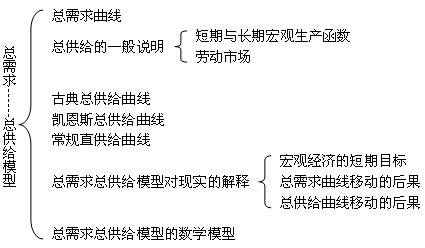 总需求——总供给模型
总需求曲线
总供给的一般说明
短期与长期宏观生产函数
劳动市场
古典总供给曲线
凯恩斯总供给曲线
常规直供给曲线
总需求总供给模型对现实的解释
宏观经济的短期目标
总需求曲线移动的后果
总供给曲线移动的后果
总需求总供给模型的数学模型